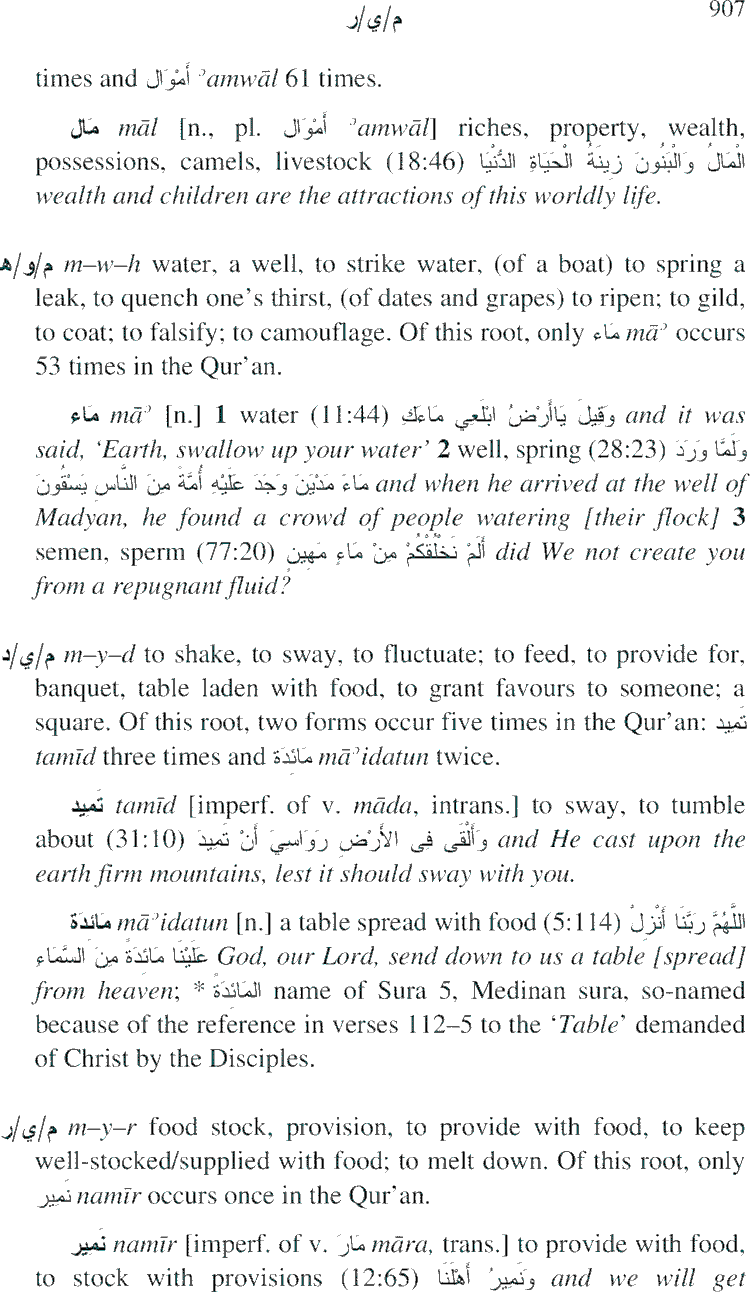 م/ي/ر 907
times and أَمْوَال ʾamwāl 61 times.
مَال māl [n., pl. أَمْوَال ʾamwāl] riches, property, wealth,
possessions, camels, livestock (18:46) الْمَالُ وَالْبَنُونَ زِينَةُ الْحَيَاةِ الدُّنْيَا
wealth and children are the attractions of this worldly life.
م/و/ه m–w–h water, a well, to strike water, (of a boat) to spring a
leak, to quench one’s thirst, (of dates and grapes) to ripen; to gild,
to coat; to falsify; to camouflage. Of this root, only مَاء māʾ occurs
53 times in the Qur’an.
مَاء māʾ [n.] 1 water (11:44) وَقِيلَ يَاأَرْضُ ابْلَعِي مَاءَكِ and it was
said, ‘Earth, swallow up your water’ 2 well, spring (28:23) وَلَمَّا وَرَدَ
مَاءَ مَدْيَنَ وَجَدَ عَلَيْهِ أُمَّةً مِنَ النَّاسِ يَسْقُونَ and when he arrived at the well of
Madyan, he found a crowd of people watering [their flock] 3
semen, sperm (77:20) أَلَمْ نَخْلُقْكُمْ مِنْ مَاءٍ مَهِينٍ did We not create you
from a repugnant fluid?
م/ي/د m–y–d to shake, to sway, to fluctuate; to feed, to provide for,
banquet, table laden with food, to grant favours to someone; a
square. Of this root, two forms occur five times in the Qur’an: تَمِيد
tamīd three times and مَائِدَة māʾidatun twice.
تَمِيد tamīd [imperf. of v. māda, intrans.] to sway, to tumble
about (31:10) وَأَلْقَى فِى الأَرْضِ رَوَاسِيَ أَنْ تَمِيدَ and He cast upon the
earth firm mountains, lest it should sway with you.
مَائِدَة māʾidatun [n.] a table spread with food (5:114) اللَّهُمَّ رَبَّنَا أَنْزِلْ
عَلَيْنَا مَائِدَةً مِنَ السَّمَاءِ God, our Lord, send down to us a table [spread]
from heaven; * المَائِدَة name of Sura 5, Medinan sura, so-named
because of the reference in verses 112–5 to the ‘Table’ demanded
of Christ by the Disciples.
م/ي/ر m–y–r food stock, provision, to provide with food, to keep
well-stocked/supplied with food; to melt down. Of this root, only
نَمِير namīr occurs once in the Qur’an.
نَمِير namīr [imperf. of v. مَارَ māra, trans.] to provide with food,
to stock with provisions (12:65) وَنَمِيرُ أَهْلَنَا and we will get